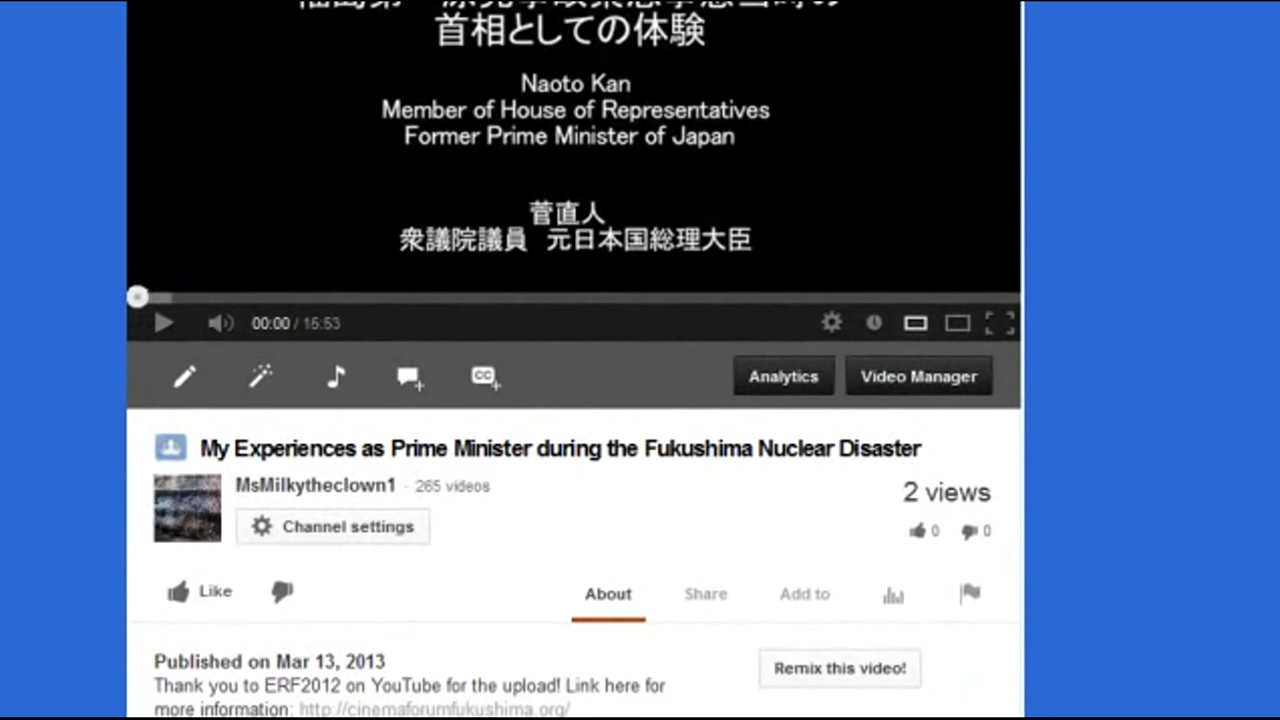 首相としての体験
Naoto Kan
Member of House of Representatives
Former Prime Minister of Japan
菅直人
衆議院議員 元日本国総理大臣
00:00 / 15:53
CC
Analytics
Video Manager
My Experiences as Prime Minister during the Fukushima Nuclear Disaster
MsMilkytheclown1 - 265 videos
2 views
Channel settings
0 0
Like
About
Share
Add to
Published on Mar 13, 2013
Remix this video!
Thank you to ERF2012 on YouTube for the upload! Link here for
more information: http://cinemaforumfukushima.org/